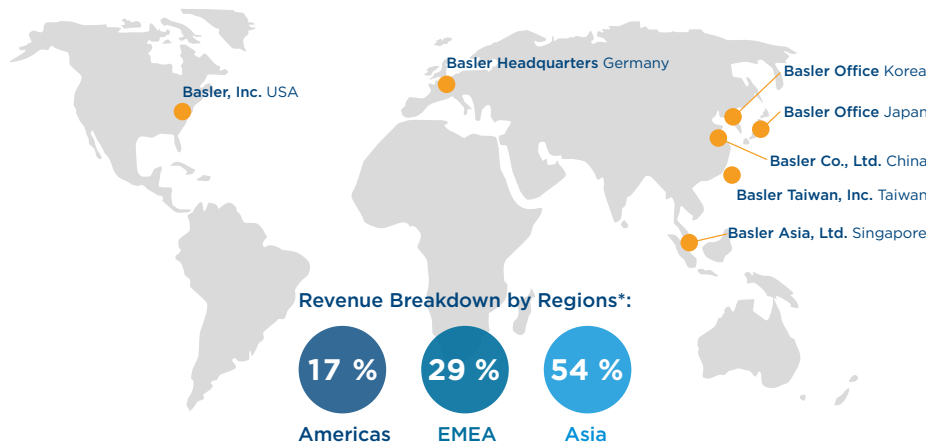 Basler Headquarters Germany
Basler, Inc. USA
Basler Office Korea
Basler Office Japan
Basler Co., Ltd. China
Basler Taiwan, Inc. Taiwan
Basler Asia, Ltd. Singapore
Revenue Breakdown by Regions*:
17 %
29 %
54 %
Americas
EMEA
Asia